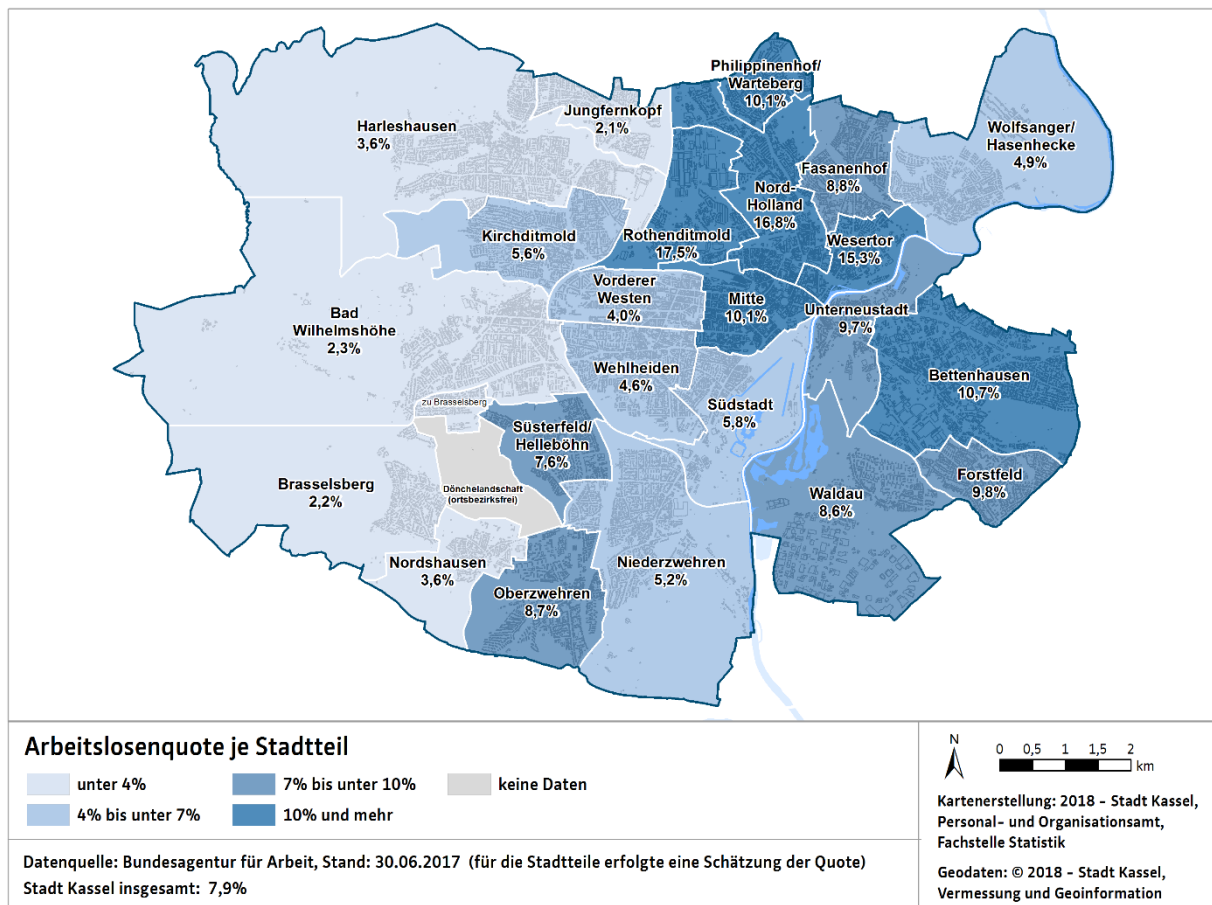 Philippinenhof/
Warteberg
10,1%
Jungfernkopf
2,1%
Harleshausen
3,6%
Wolfsanger/
Hasenhecke
4,9%
Fasanenhof
8,8%
Nord-
Holland
16,8%
Kirchditmold
5,6%
Rothenditmold
17,5%
Wesertor
15,3%
Vorderer
Westen
4,0%
Mitte
10,1%
Unterneustadt
9,7%
Bad
Wilhelmshöhe
2,3%
Wehlheiden
4,6%
Bettenhausen
10,7%
zu Brasselsberg
Südstadt
5,8%
Süsterfeld/
Helleböhn
7,6%
Brasselsberg
2,2%
Dönchelandschaft
(ortsbezirksfrei)
Forstfeld
9,8%
Waldau
8,6%
Nordshausen
3,6%
Niederzwehren
5,2%
Oberzwehren
8,7%
Arbeitslosenquote je Stadtteil
unter 4%
4% bis unter 7%
7% bis unter 10%
10% und mehr
keine Daten
Datenquelle: Bundesagentur für Arbeit, Stand: 30.06.2017 (für die Stadtteile erfolgte eine Schätzung der Quote)
Stadt Kassel insgesamt: 7,9%
N
0 0,5 1 1,5 2
km
Kartenerstellung: 2018 - Stadt Kassel,
Personal- und Organisationsamt,
Fachstelle Statistik
Geodaten: © 2018 - Stadt Kassel,
Vermessung und Geoinformation